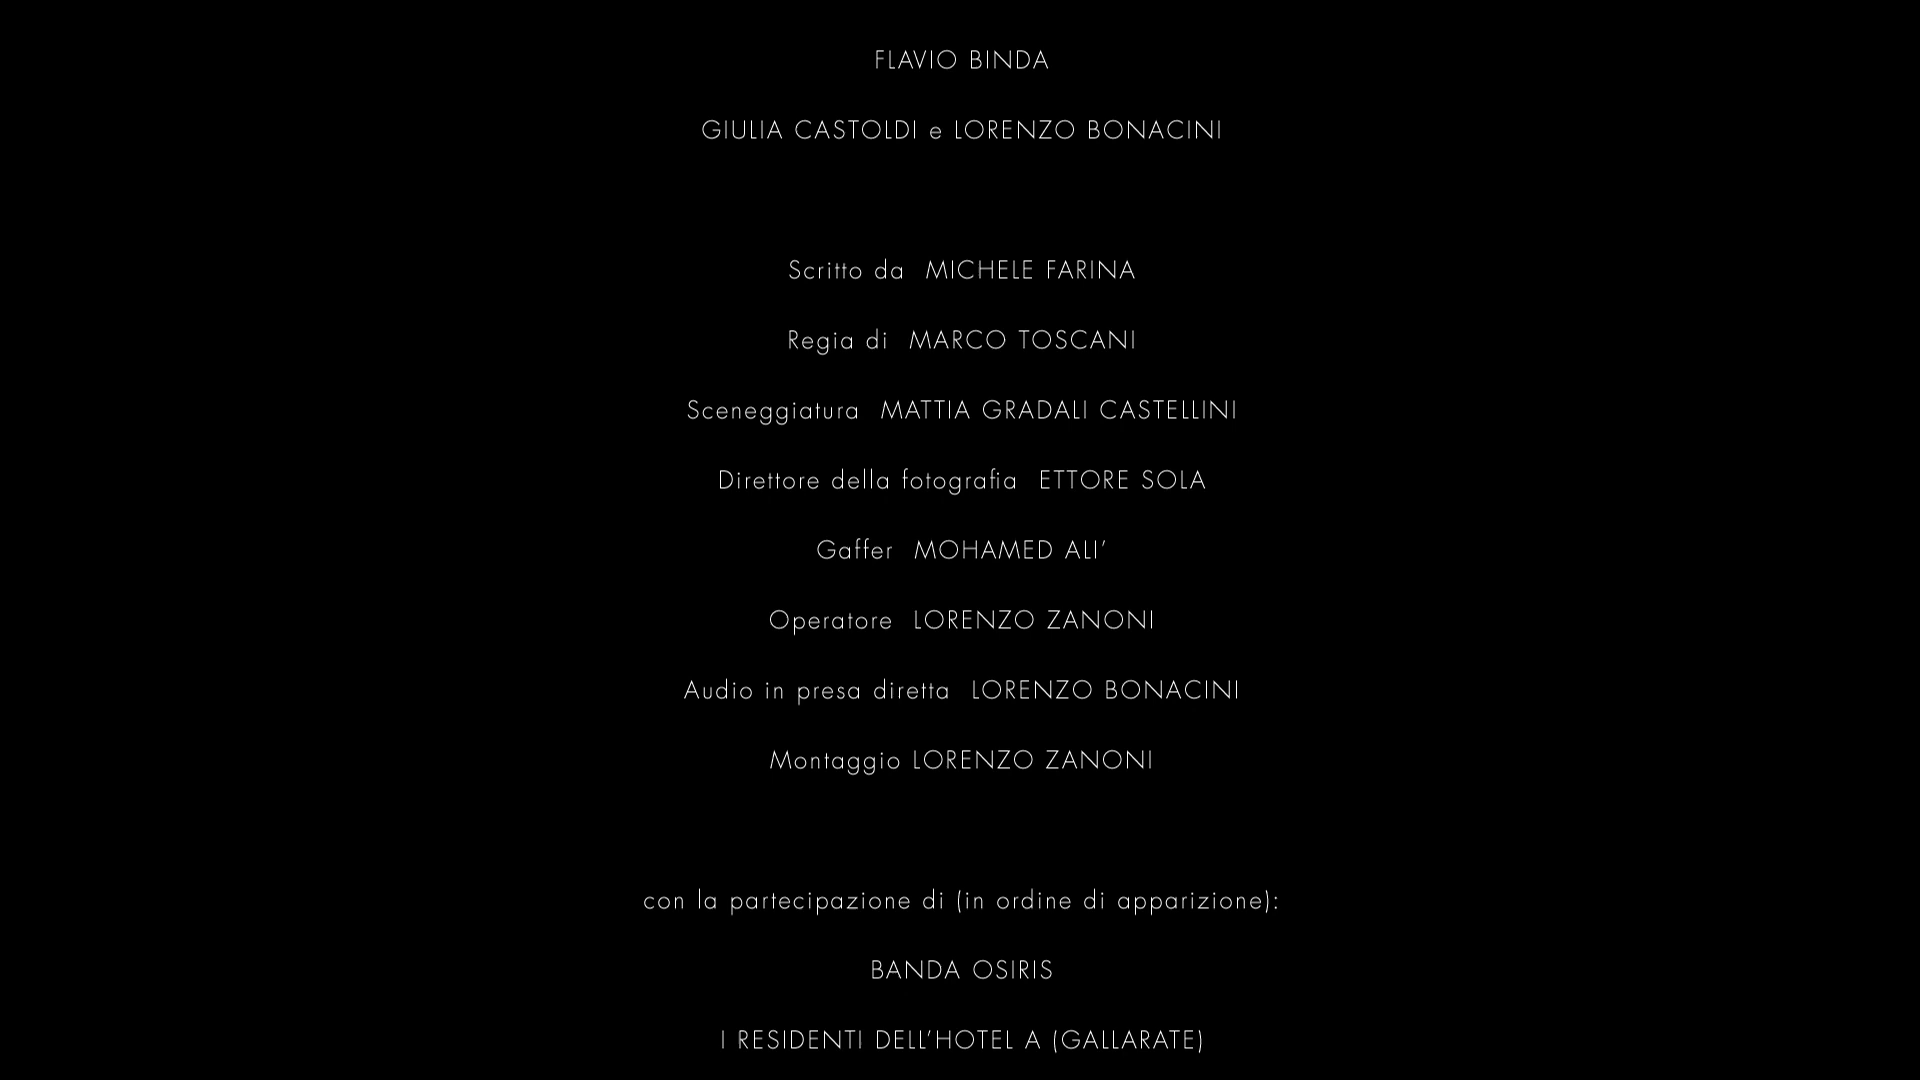 FLAVIO BINDA
GIULIA CASTOLDI e LORENZO BONACINI
Scritto da MICHELE FARINA
Regia di MARCO TOSCANI
Sceneggiatura MATTIA GRADALI CASTELLINI
Direttore della fotografia ETTORE SOLA
Gaffer MOHAMED ALI’
Operatore LORENZO ZANONI
Audio in presa diretta LORENZO BONACINI
Montaggio LORENZO ZANONI
con la partecipazione di (in ordine di apparizione):
BANDA OSIRIS
I RESIDENTI DELL’HOTEL A (GALLARATE)